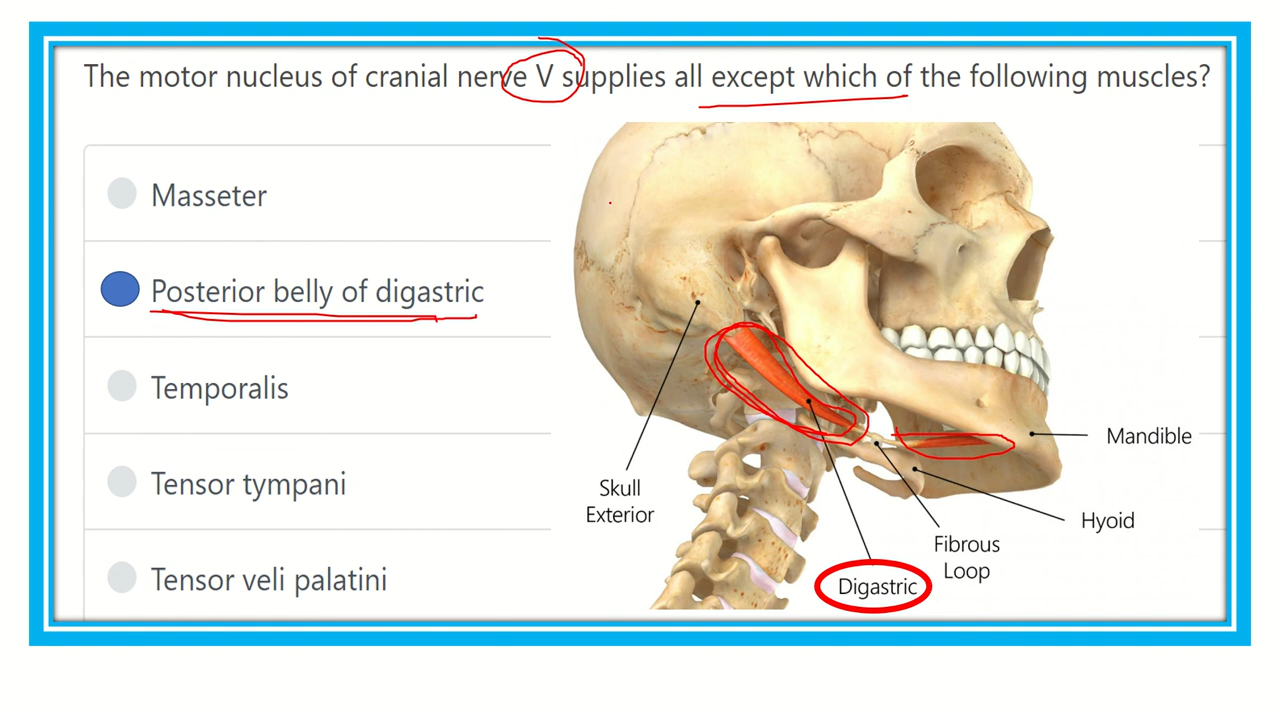 The motor nucleus of cranial nerve V supplies all except which of the following muscles?
Masseter
Posterior belly of digastric
Temporalis
Tensor tympani
Tensor veli palatini
Skull
Exterior
Mandible
Hyoid
Fibrous
Loop
Digastric